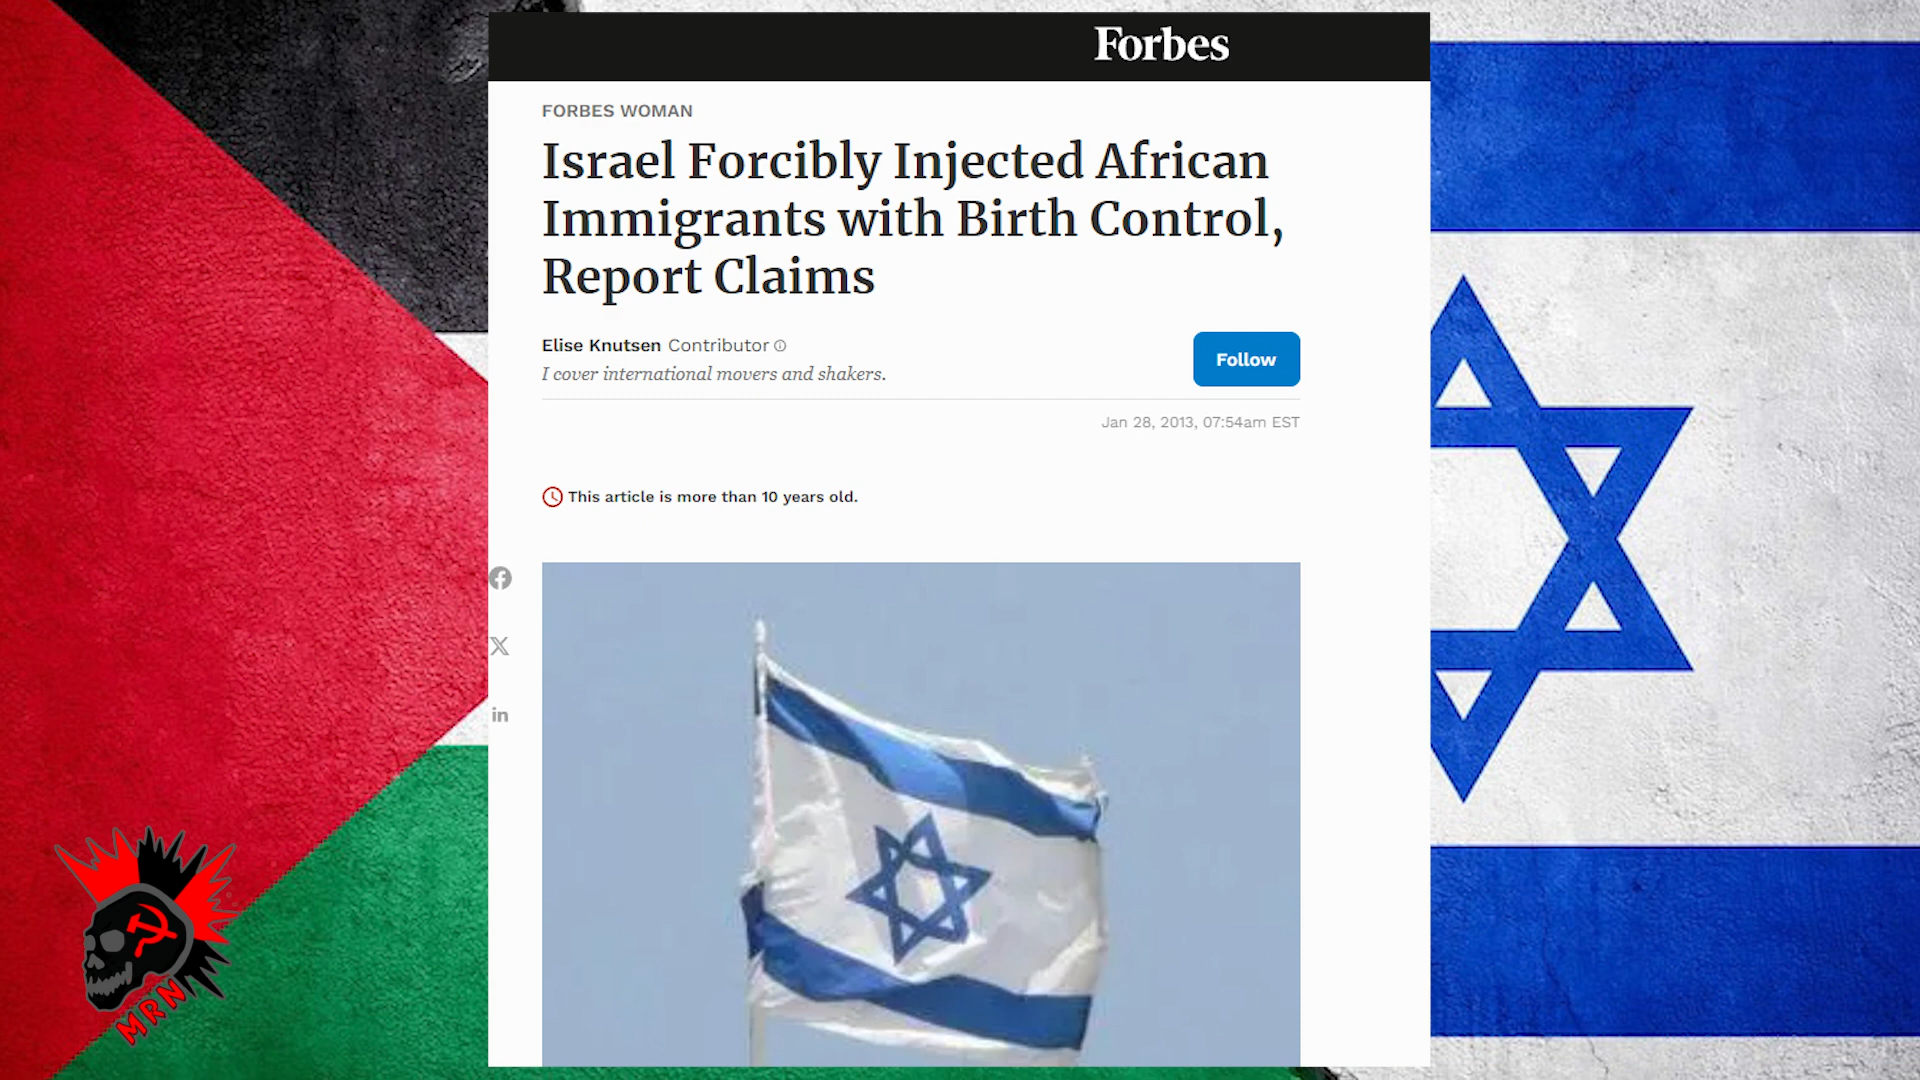 Forbes
FORBES WOMAN
Israel Forcibly Injected African
Immigrants with Birth Control,
Report Claims
Elise Knutsen Contributor
Follow
I cover international movers and shakers.
Jan 28, 2013, 07:54am EST
This article is more than 10 years old.
in
MRN